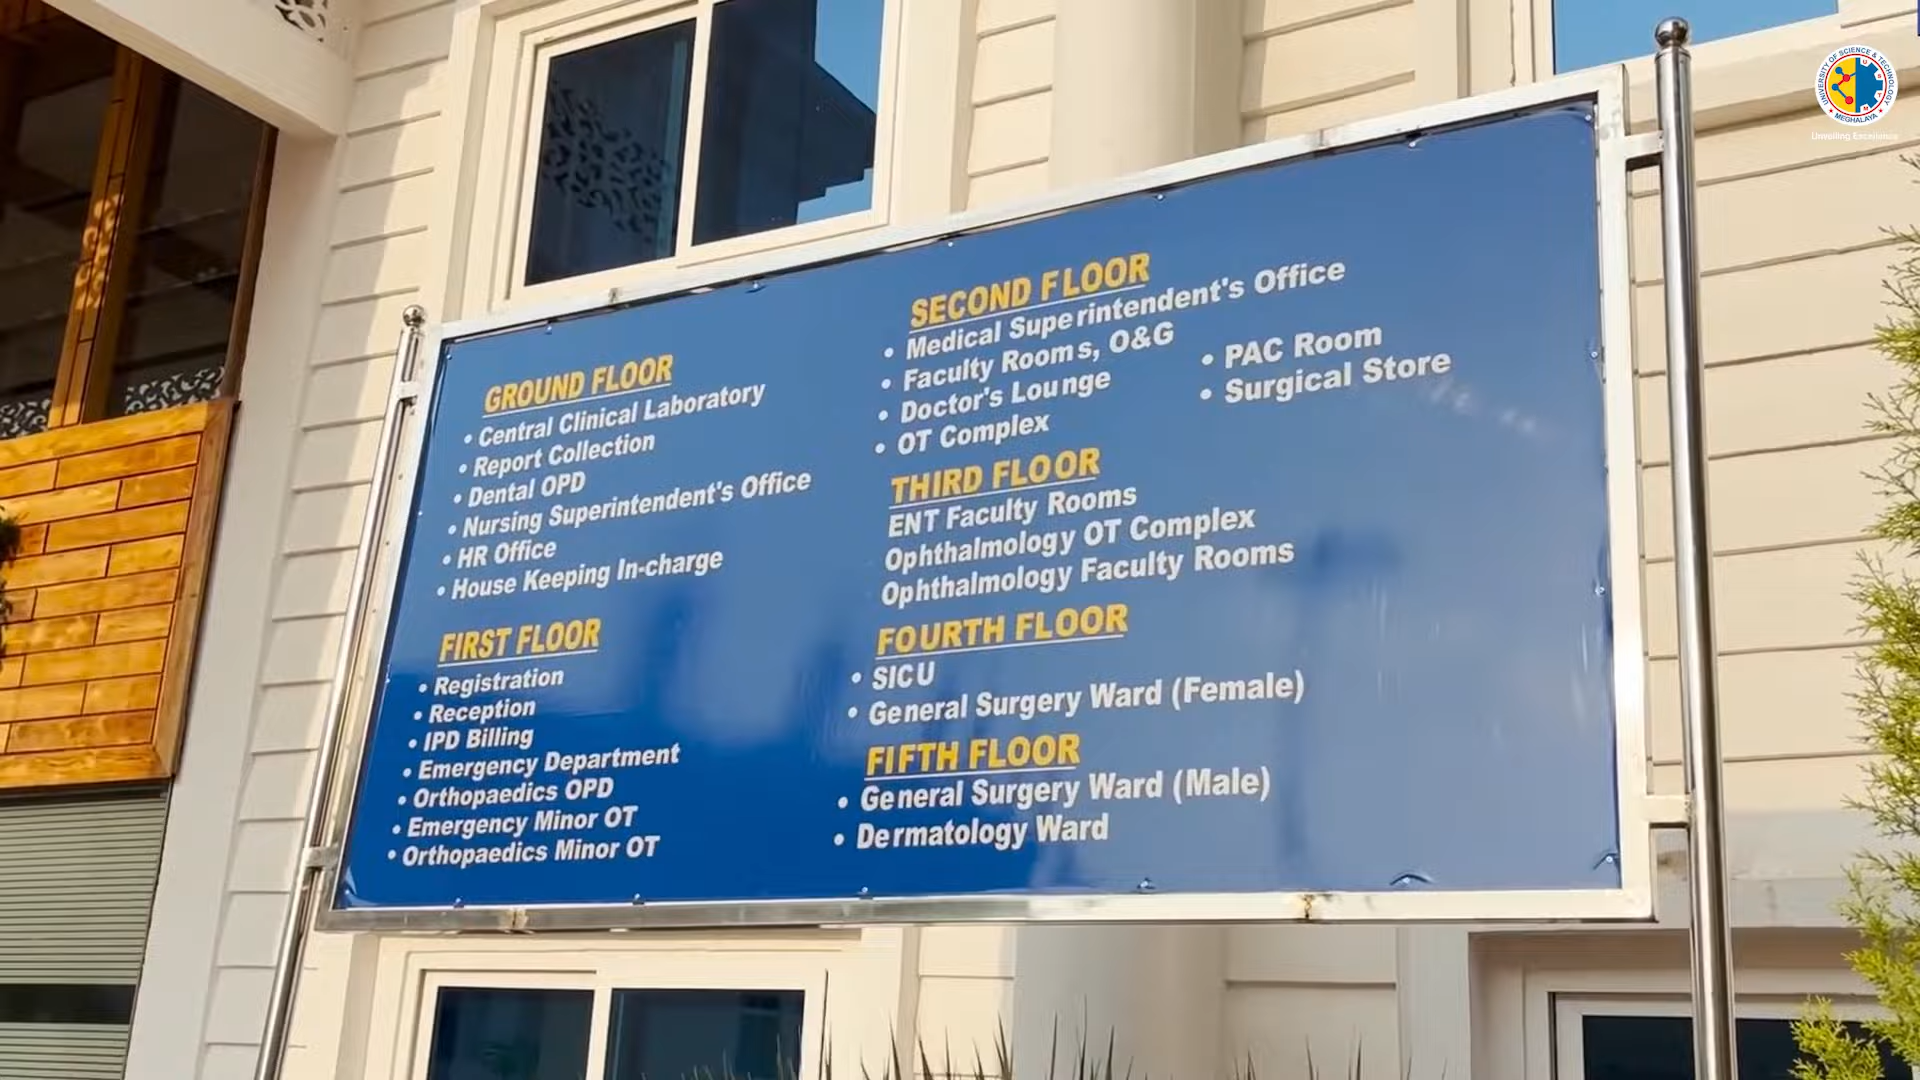 GROUND FLOOR
• Central Clinical Laboratory
• Report Collection
• Dental OPD
• Nursing Superintendent's Office
• HR Office
• House Keeping In-charge
FIRST FLOOR
• Registration
• Reception
• IPD Billing
• Emergency Department
• Orthopaedics OPD
• Emergency Minor OT
• Orthopaedics Minor OT
SECOND FLOOR
• Medical Superintendent's Office
• Faculty Rooms, O&G
• Doctor's Lounge
• OT Complex
• PAC Room
• Surgical Store
THIRD FLOOR
ENT Faculty Rooms
Ophthalmology OT Complex
Ophthalmology Faculty Rooms
FOURTH FLOOR
• SICU
• General Surgery Ward (Female)
FIFTH FLOOR
• General Surgery Ward (Male)
• Dermatology Ward
UNIVERSITY OF SCIENCE & TECHNOLOGY
MEGHALAYA
USTM
Unveiling Excellence